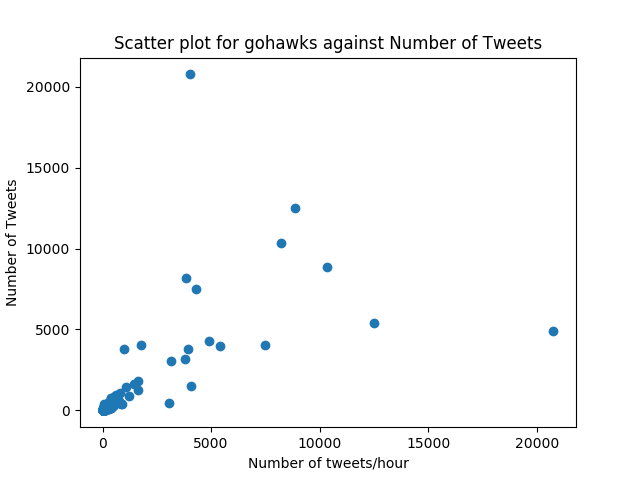 Scatter plot for gohawks against Number of Tweets
20000
15000
10000
5000
0
Number of Tweets
0 5000 10000 15000 20000
Number of tweets/hour